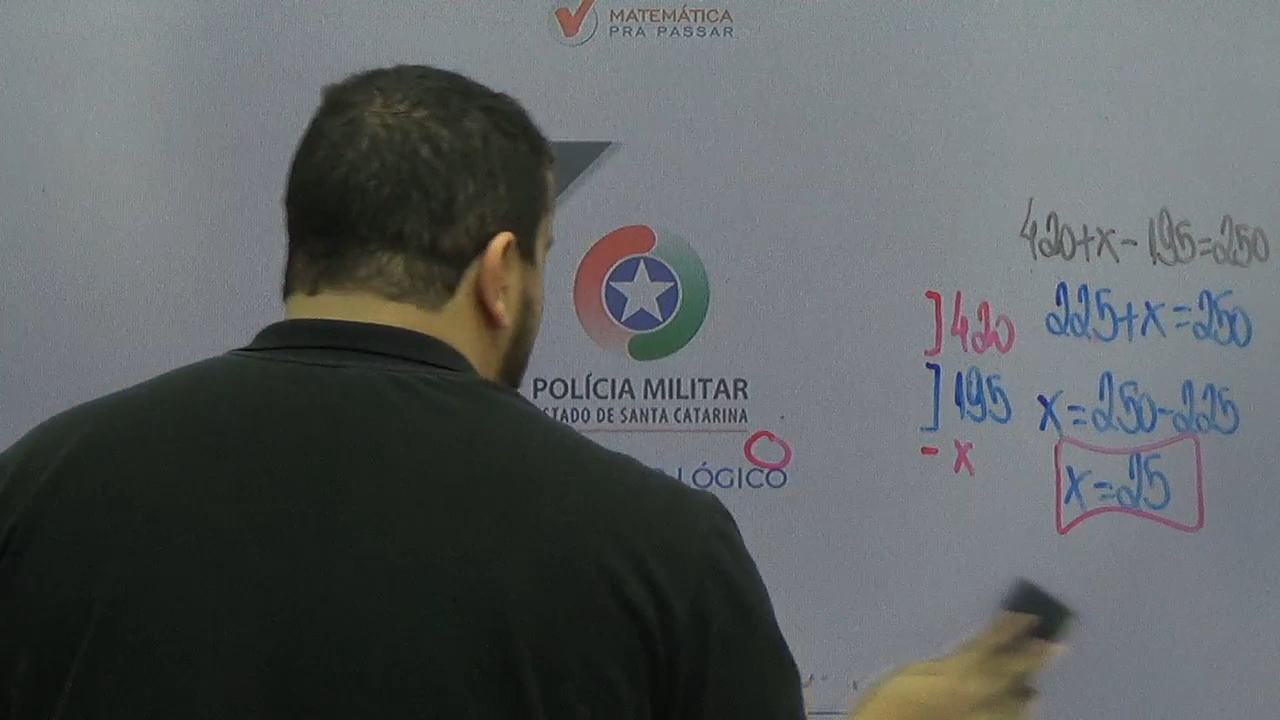 MATEMÁTICA
PRA PASSAR
420+x-195=250
]420
225+x=250
POLÍCIA MILITAR
STADO DE SANTA CATARINA
]195
x=250-225
- x
LÓGICO
x=25